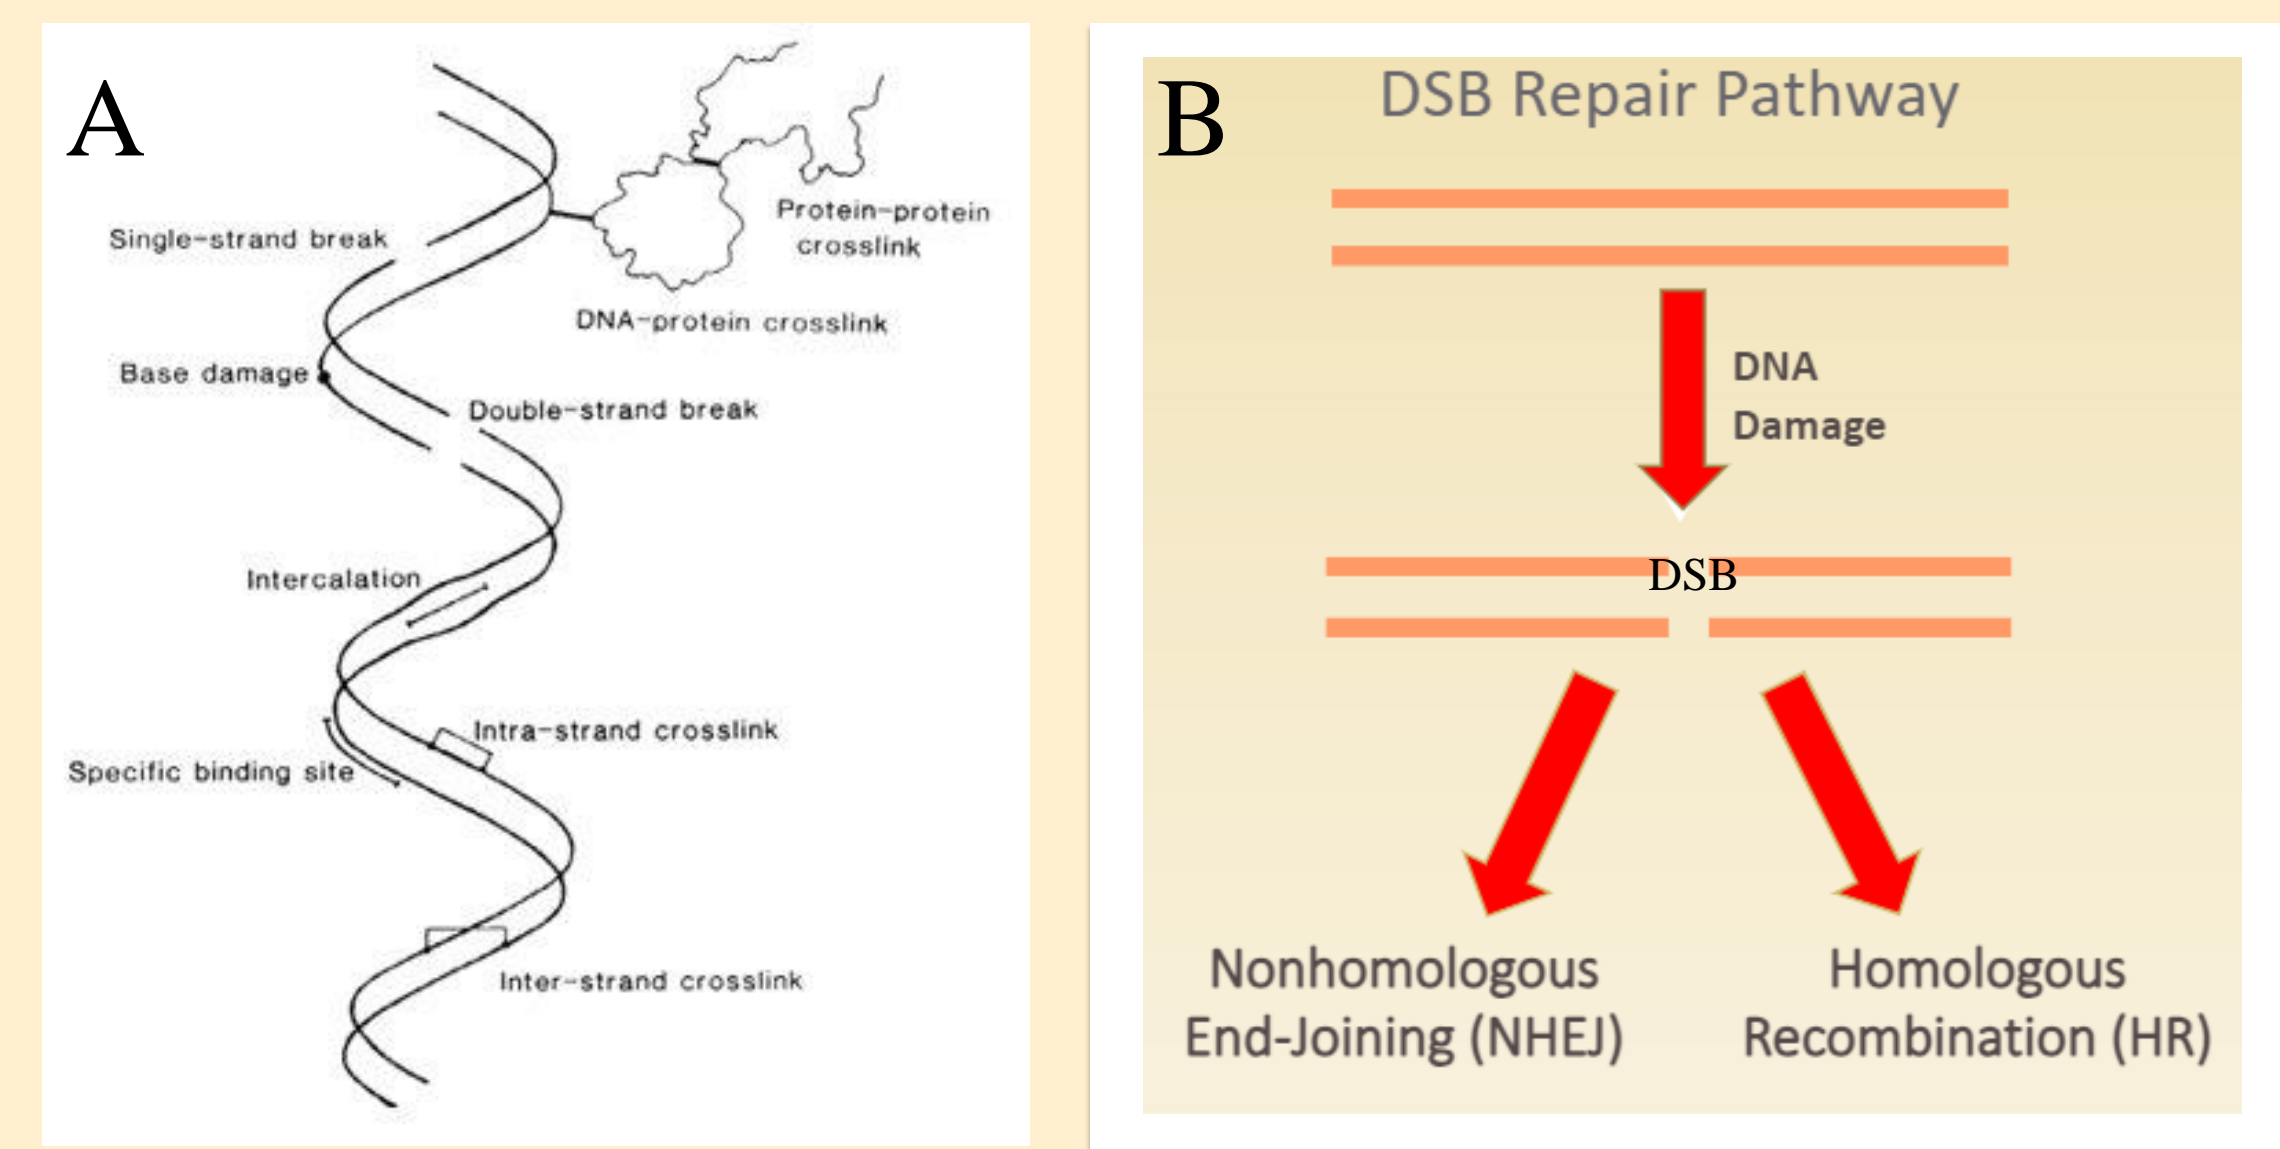 A
Protein-protein
crosslink
Single-strand break
DNA-protein crosslink
Base damage
Double-strand break
Intercalation
Intra-strand crosslink
Specific binding site
Inter-strand crosslink
B
DSB Repair Pathway
DNA
Damage
DSB
Nonhomologous
End-Joining (NHEJ)
Homologous
Recombination (HR)